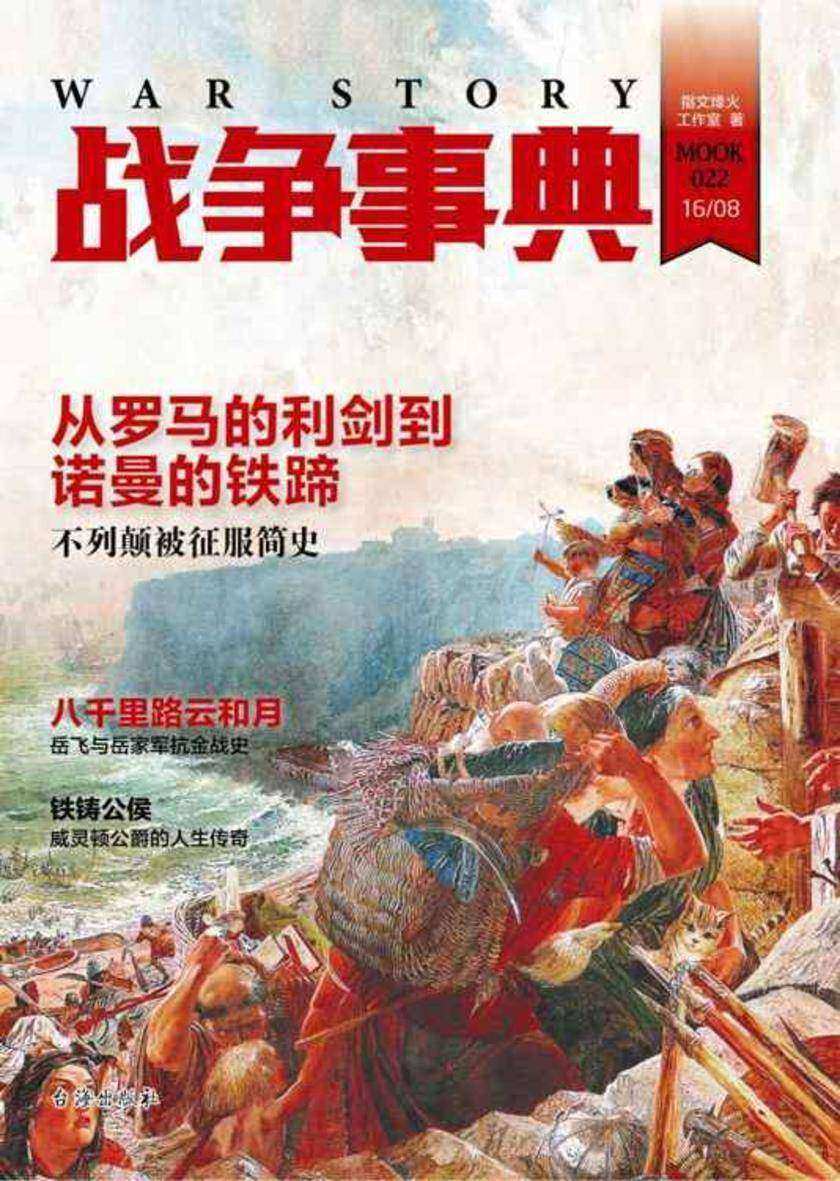 WAR STORY
战争事典
指文烽火
工作室 著
MOOK
022
16/08
从罗马的利剑到
诺曼的铁蹄
不列颠被征服简史
八千里路云和月
岳飞与岳家军抗金战史
铁铸公侯
威灵顿公爵的人生传奇
台海出版社